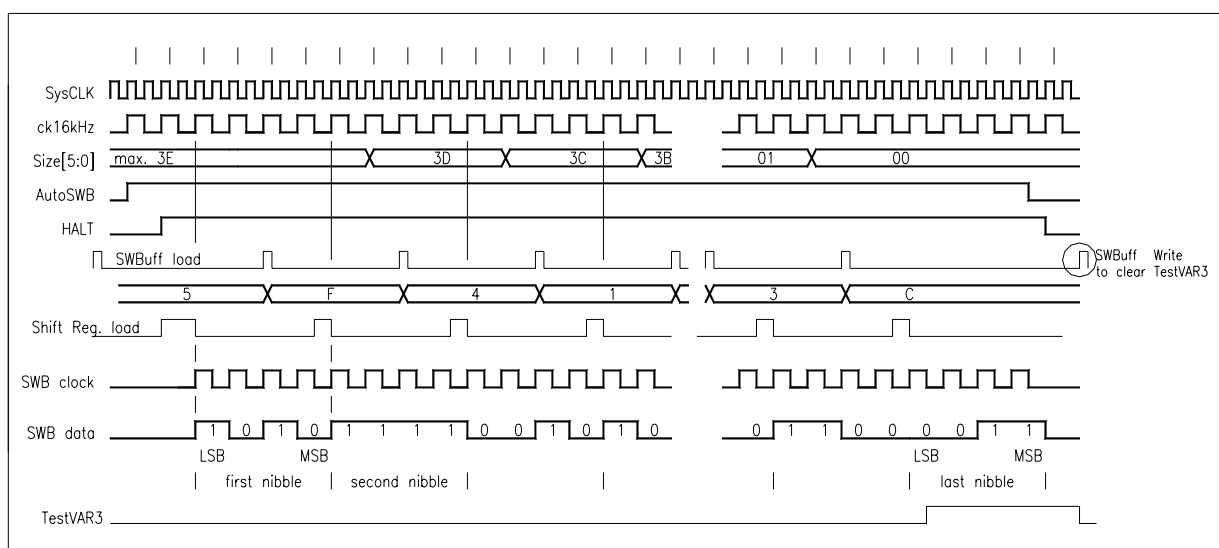 SysCLK
ck16kHz
Size[5:0] max. 3E 3D 3C 3B 01 00
AutoSWB
HALT
SWBuff load
SWBuff Write
to clear TestVAR3
5 F 4 1 3 C
Shift Reg. load
SWB clock
SWB data 1 0 1 0 1 1 1 1 0 0 1 0 1 0 0 1 1 0 0 0 0 1 1
LSB MSB LSB MSB
first nibble second nibble last nibble
TestVAR3